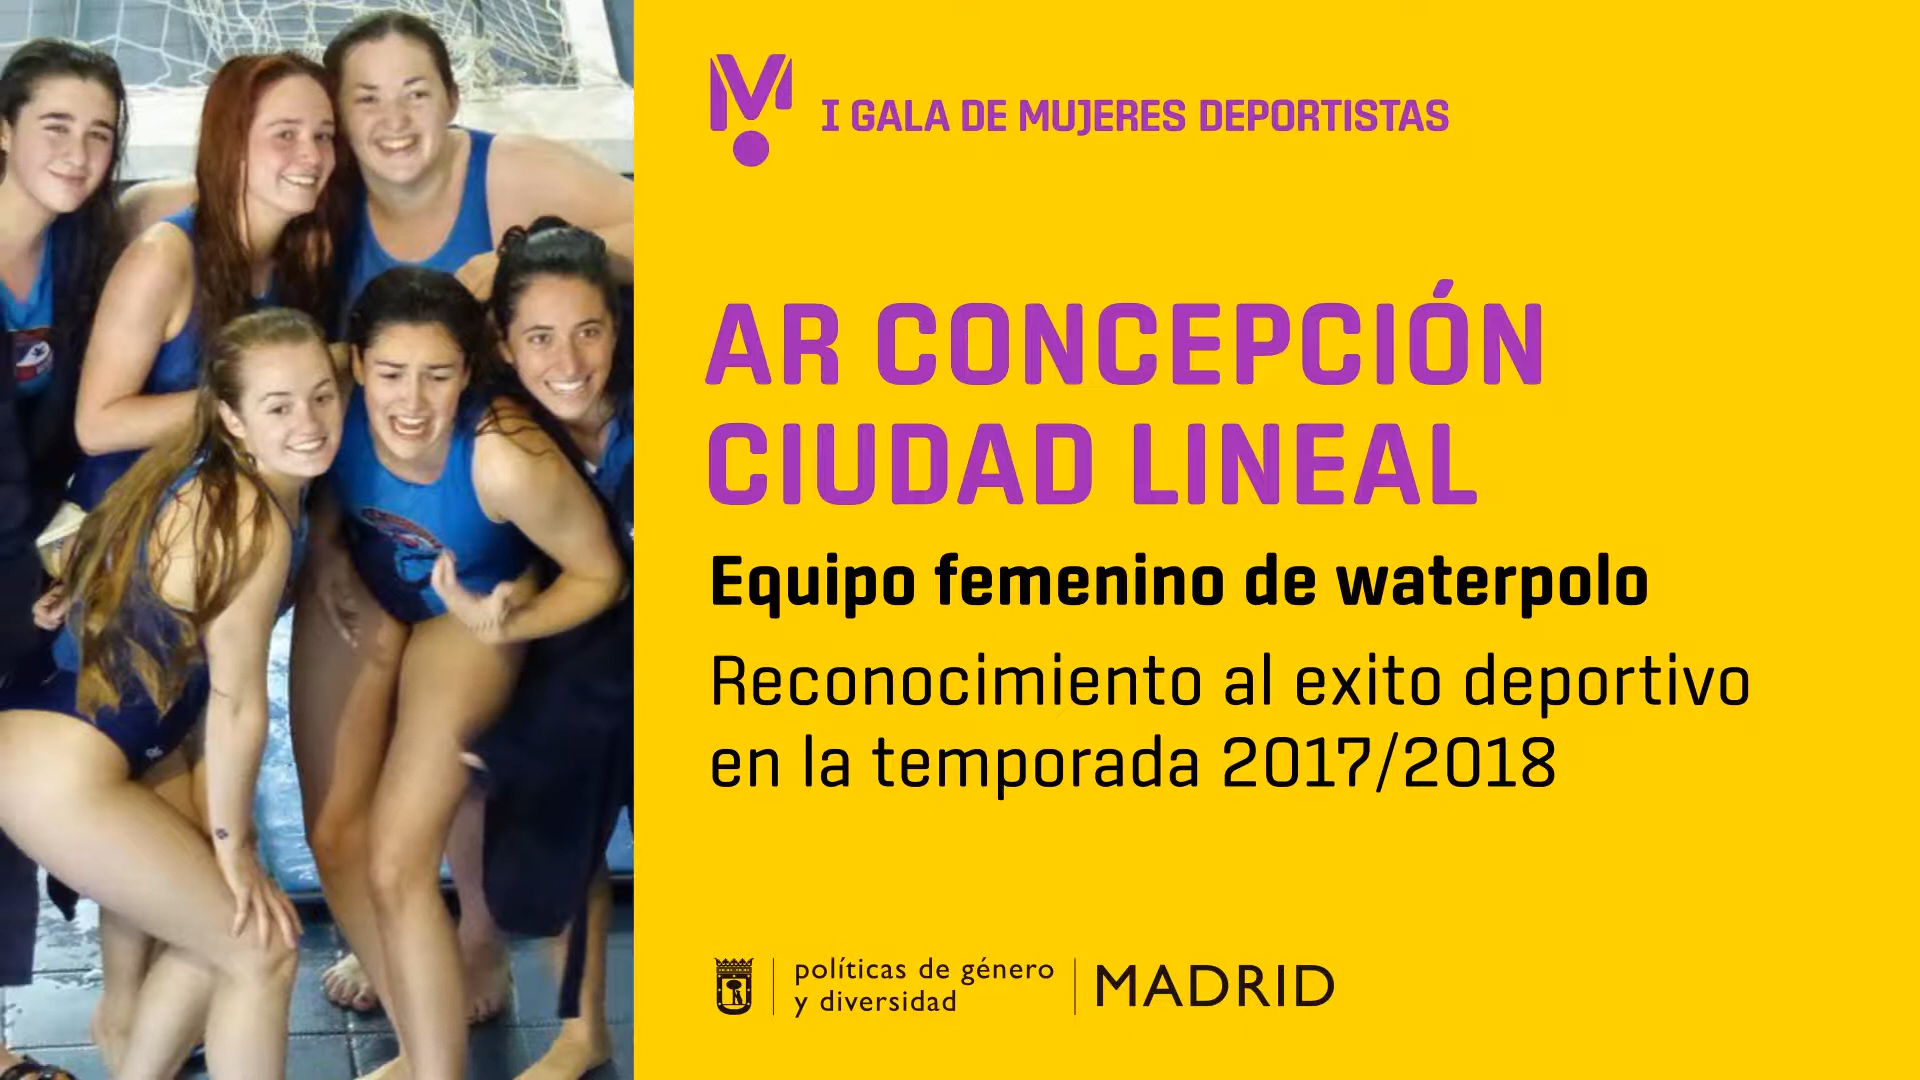 I GALA DE MUJERES DEPORTISTAS
AR CONCEPCIÓN
CIUDAD LINEAL
Equipo femenino de waterpolo
Reconocimiento al exito deportivo
en la temporada 2017/2018
políticas de género
y diversidad
MADRID